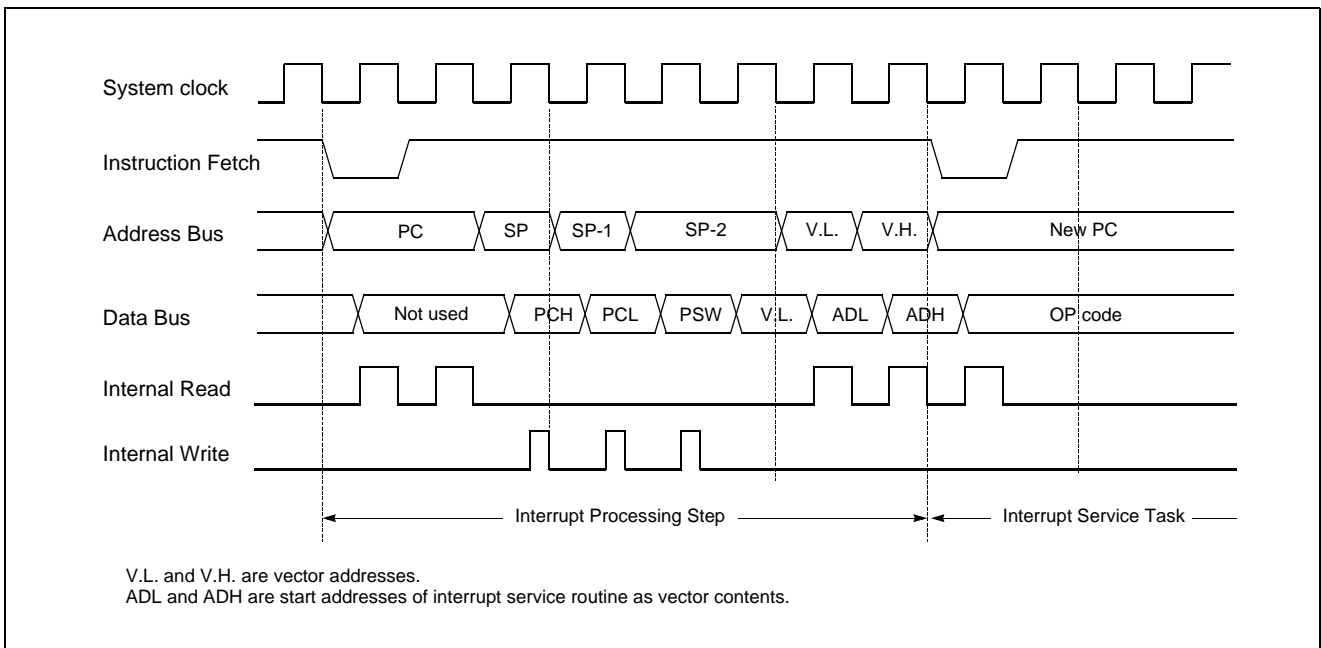 System clock
Instruction Fetch
Address Bus PC SP SP-1 SP-2 V.L. V.H. New PC
Data Bus Not used PCH PCL PSW V.L. ADL ADH OP code
Internal Read
Internal Write
Interrupt Processing Step Interrupt Service Task
V.L. and V.H. are vector addresses.
ADL and ADH are start addresses of interrupt service routine as vector contents.